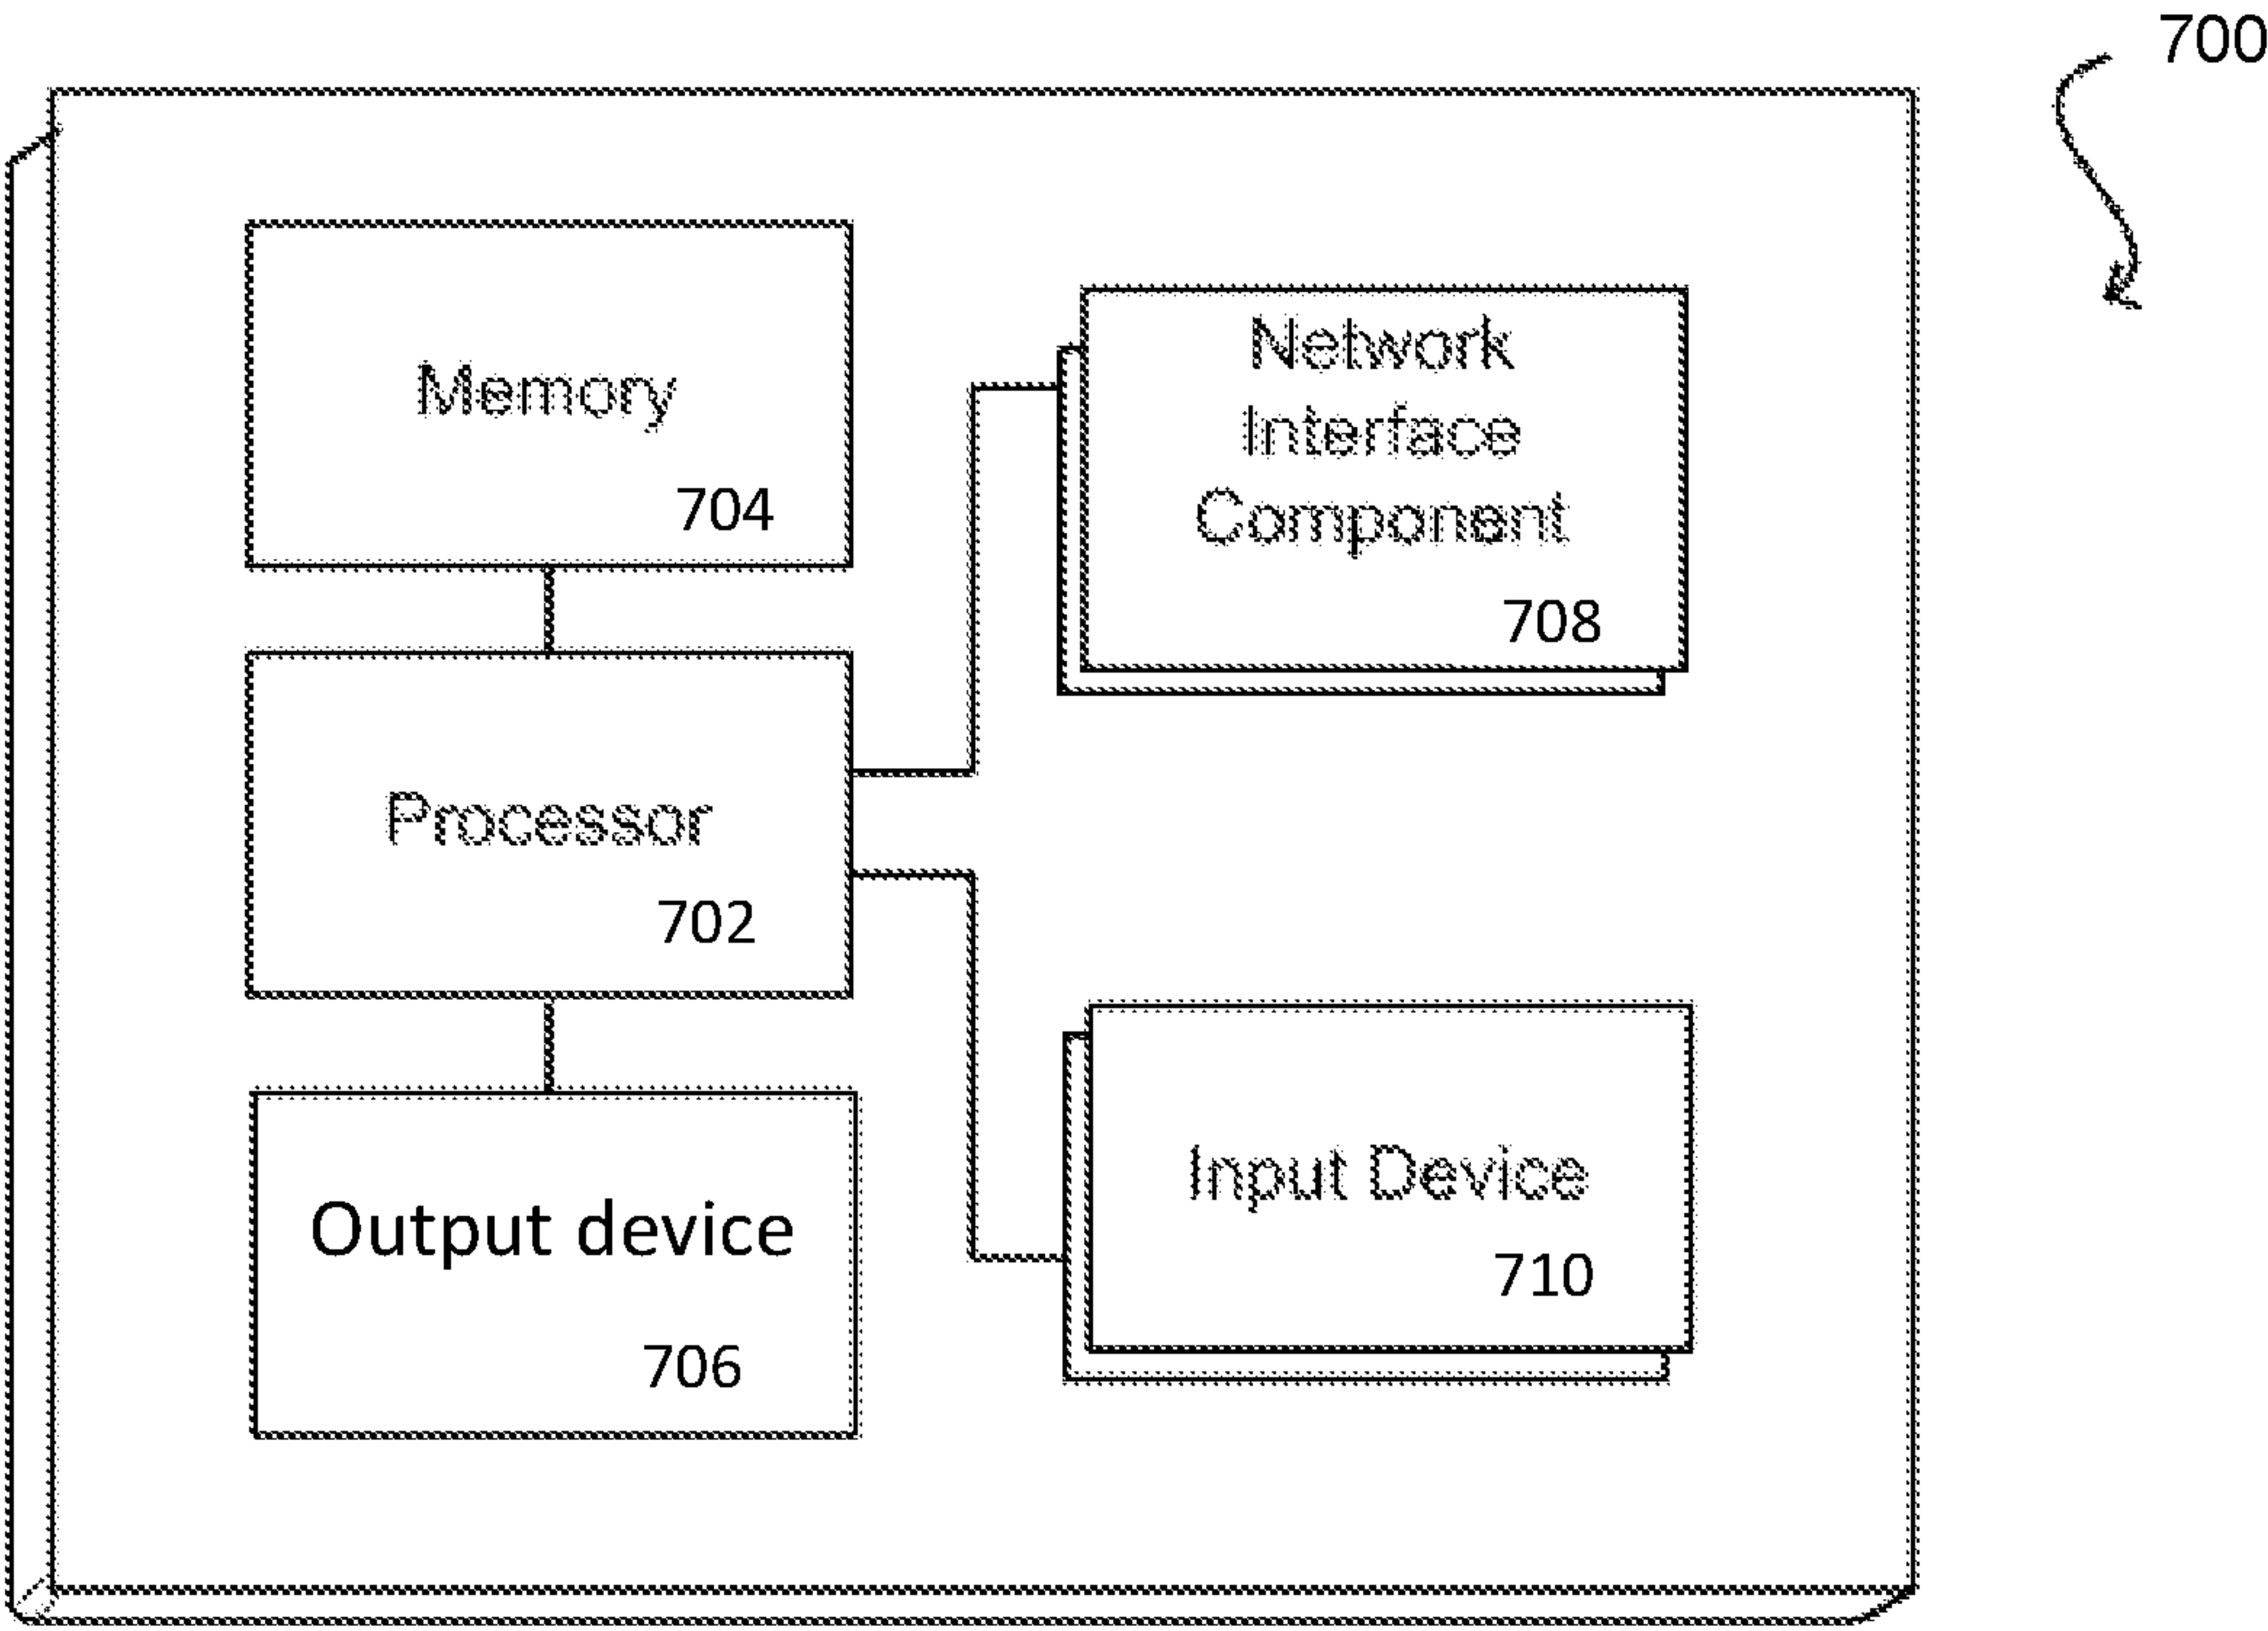 700
Memory
704
Network
Interface
Component
708
Processor
702
Output device
706
Input Device
710